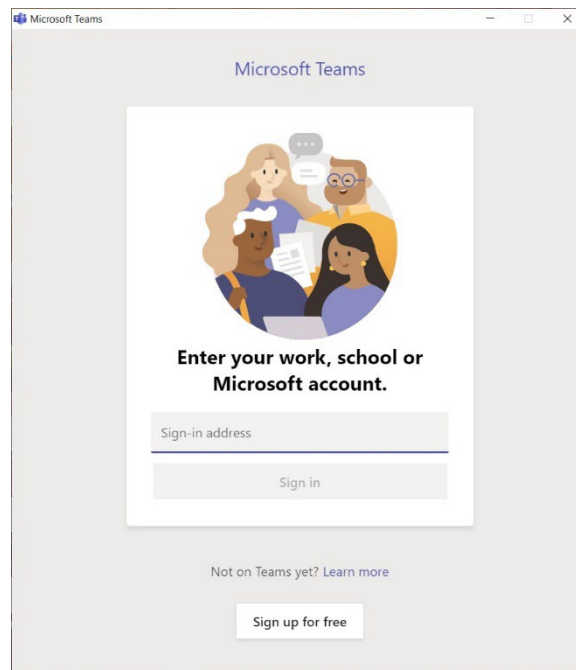 Microsoft Teams
Microsoft Teams
Enter your work, school or
Microsoft account.
Sign-in address
Sign in
Not on Teams yet? Learn more
Sign up for free